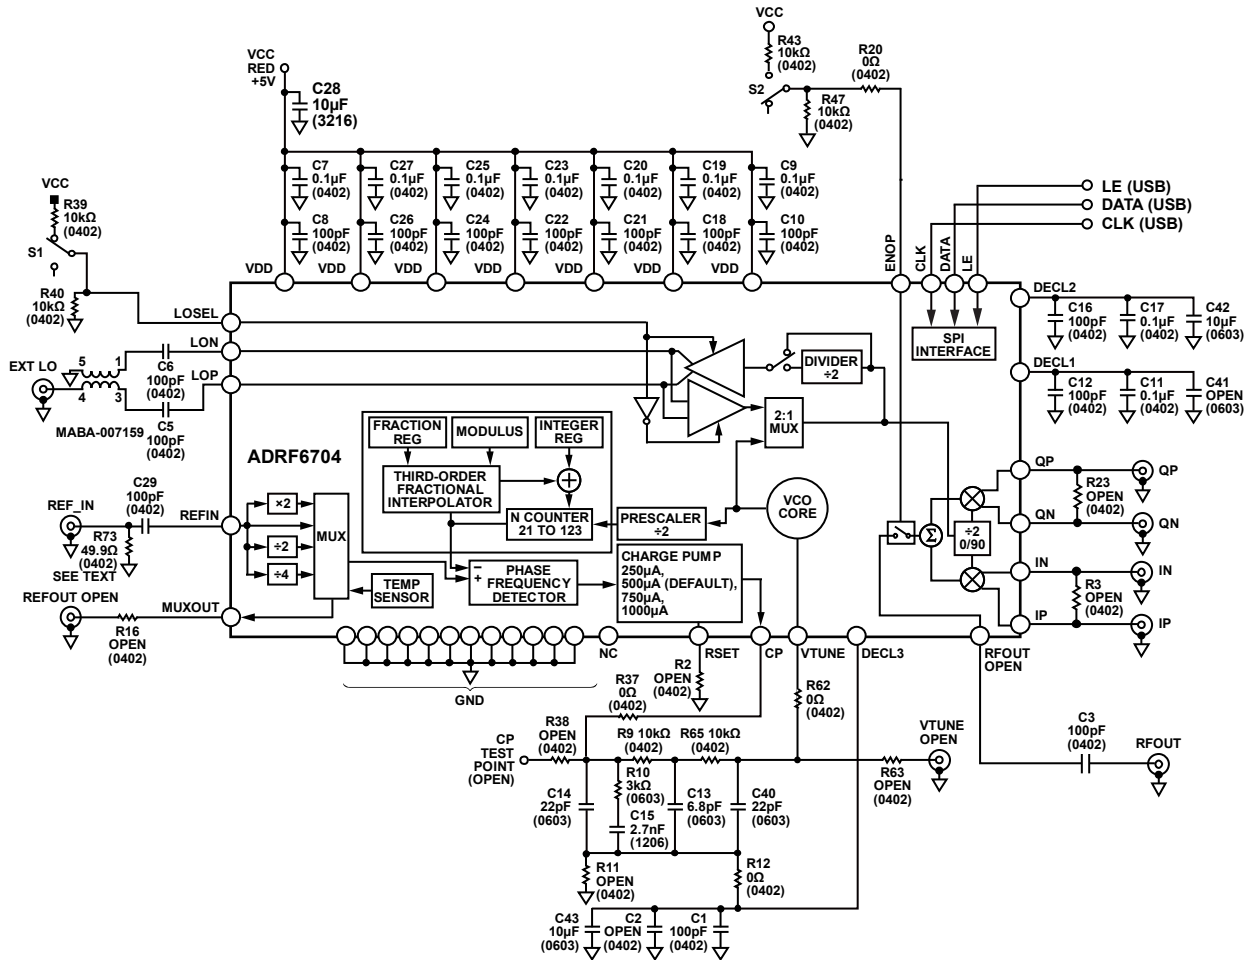 VCC
RED
+5V
C28
10µF
(3216)
VCC
R43
10kΩ
(0402)
S2
R47
10kΩ
(0402)
R20
0Ω
(0402)
C7
0.1µF
(0402)
C27
0.1µF
(0402)
C25
0.1µF
(0402)
C23
0.1µF
(0402)
C20
0.1µF
(0402)
C19
0.1µF
(0402)
C9
0.1µF
(0402)
C8
100pF
(0402)
C26
100pF
(0402)
C24
100pF
(0402)
C22
100pF
(0402)
C21
100pF
(0402)
C18
100pF
(0402)
C10
100pF
(0402)
VDD
VDD
VDD
VDD
VDD
VDD
VDD
ENOP
CLK
DATA
LE
LE (USB)
DATA (USB)
CLK (USB)
VCC
R39
10kΩ
(0402)
S1
R40
10kΩ
(0402)
LOSEL
LON
LOP
EXT LO
5
1
4
3
C6
100pF
(0402)
C5
100pF
(0402)
MABA-007159
ADRF6704
DIVIDER
÷2
2:1
MUX
SPI
INTERFACE
DECL2
C16
100pF
(0402)
C17
0.1µF
(0402)
C42
10µF
(0603)
DECL1
C12
100pF
(0402)
C11
0.1µF
(0402)
C41
OPEN
(0603)
FRACTION
REG
MODULUS
INTEGER
REG
THIRD-ORDER
FRACTIONAL
INTERPOLATOR
+
N COUNTER
21 TO 123
PRESCALER
÷2
VCO
CORE
C29
100pF
(0402)
REF_IN
R73
49.9Ω
(0402)
SEE TEXT
REFIN
×2
÷2
÷4
MUX
TEMP
SENSOR
−
+
PHASE
FREQUENCY
DETECTOR
CHARGE PUMP
250µA,
500µA (DEFAULT),
750µA,
1000µA
REFOUT OPEN
R16
OPEN
(0402)
MUXOUT
Σ
÷2
0/90
QP
QN
IN
IP
R23
OPEN
(0402)
R3
OPEN
(0402)
QP
QN
IN
IP
NC
RSET
CP
VTUNE
DECL3
RFOUT
OPEN
GND
R2
OPEN
(0402)
R37
0Ω
(0402)
R62
0Ω
(0402)
R38
OPEN
(0402)
R9 10kΩ
(0402)
R65 10kΩ
(0402)
CP
TEST
POINT
(OPEN)
R10
3kΩ
(0603)
C14
22pF
(0603)
C15
2.7nF
(1206)
C13
6.8pF
(0603)
C40
22pF
(0603)
R63
OPEN
(0402)
VTUNE
OPEN
C3
100pF
(0402)
RFOUT
R11
OPEN
(0402)
R12
0Ω
(0402)
C43
10µF
(0603)
C2
OPEN
(0402)
C1
100pF
(0402)